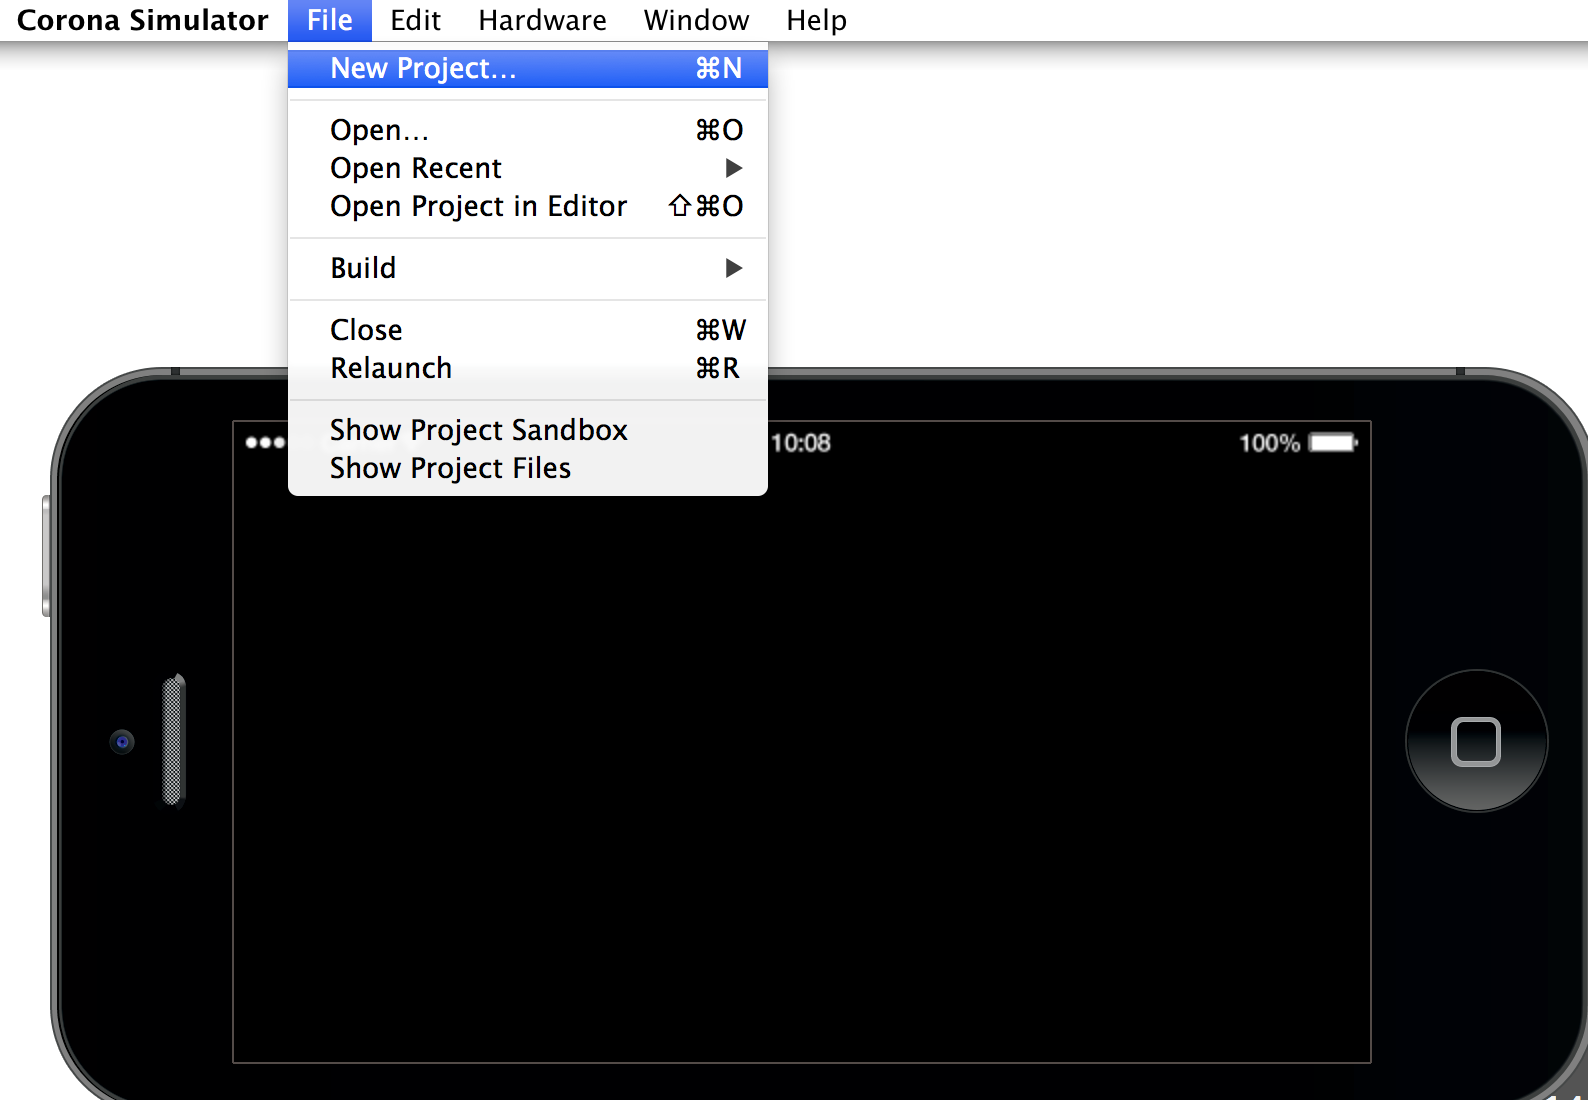 Corona Simulator File Edit Hardware Window Help
New Project... ⌘N
Open... ⌘O
Open Recent ▶
Open Project in Editor ⇧⌘O
Build ▶
Close ⌘W
Relaunch ⌘R
Show Project Sandbox
Show Project Files
10:08 100%